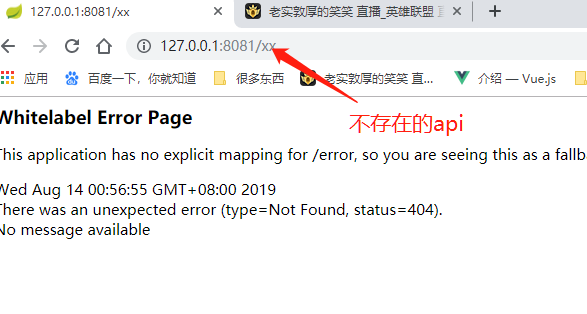 127.0.0.1:8081/xx
老实敦厚的笑笑 直播_英雄联盟 直
127.0.0.1:8081/xx
应用
百度一下，你就知道
很多东西
老实敦厚的笑笑 直...
介绍 — Vue.js
不存在的api
Whitelabel Error Page
This application has no explicit mapping for /error, so you are seeing this as a fallba
Wed Aug 14 00:56:55 GMT+08:00 2019
There was an unexpected error (type=Not Found, status=404).
No message available